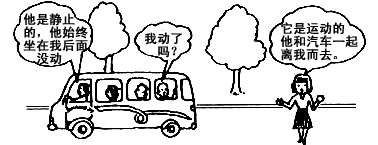 他是静止
的，他始终
坐在我后面
没动
我动了
吗？
它是运动的
他和汽车一起
离我而去。